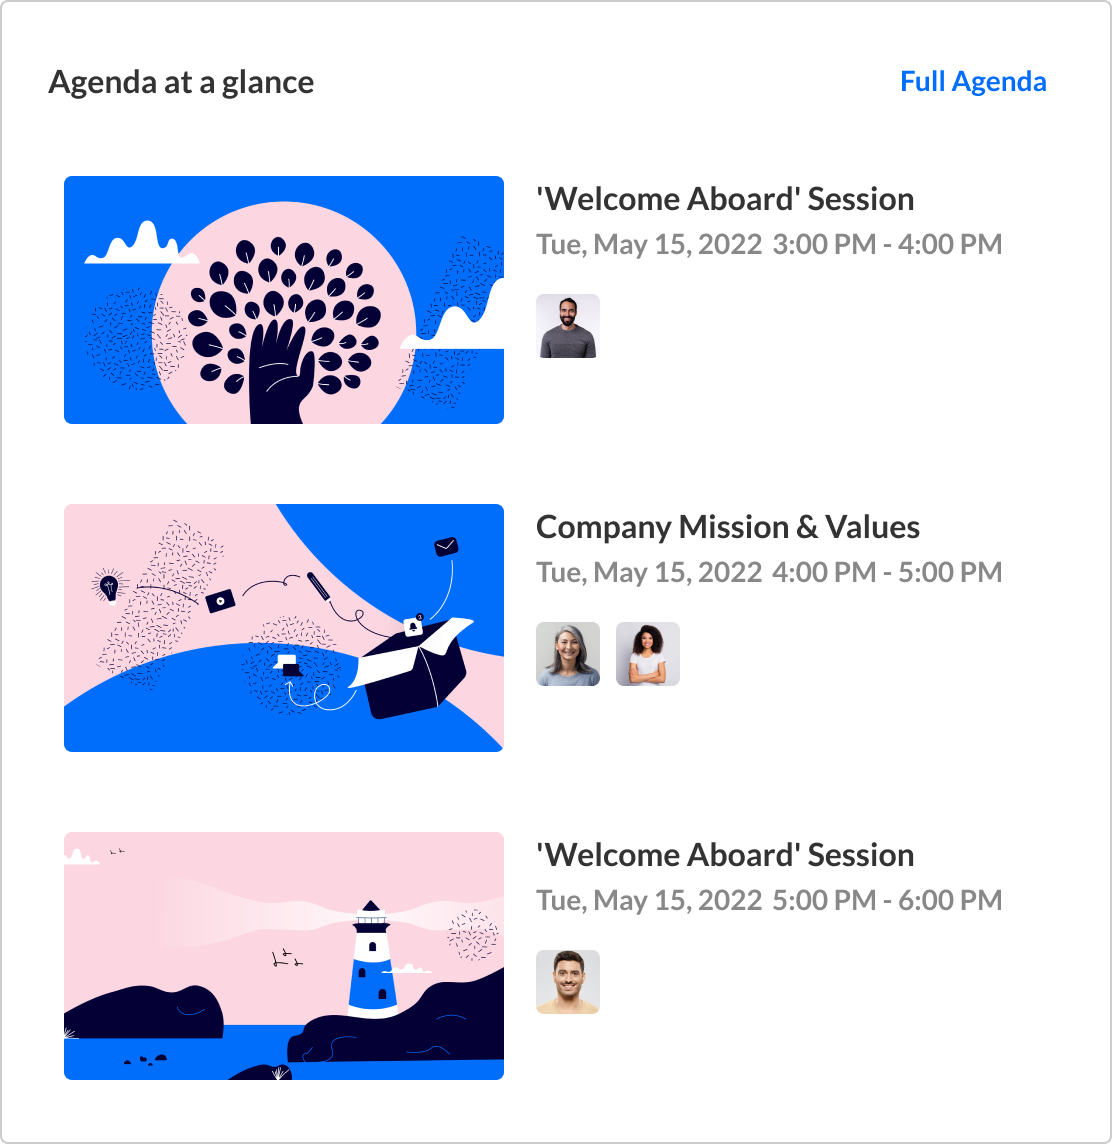 Agenda at a glance
Full Agenda
'Welcome Aboard' Session
Tue, May 15, 2022 3:00 PM - 4:00 PM
Company Mission & Values
Tue, May 15, 2022 4:00 PM - 5:00 PM
'Welcome Aboard' Session
Tue, May 15, 2022 5:00 PM - 6:00 PM